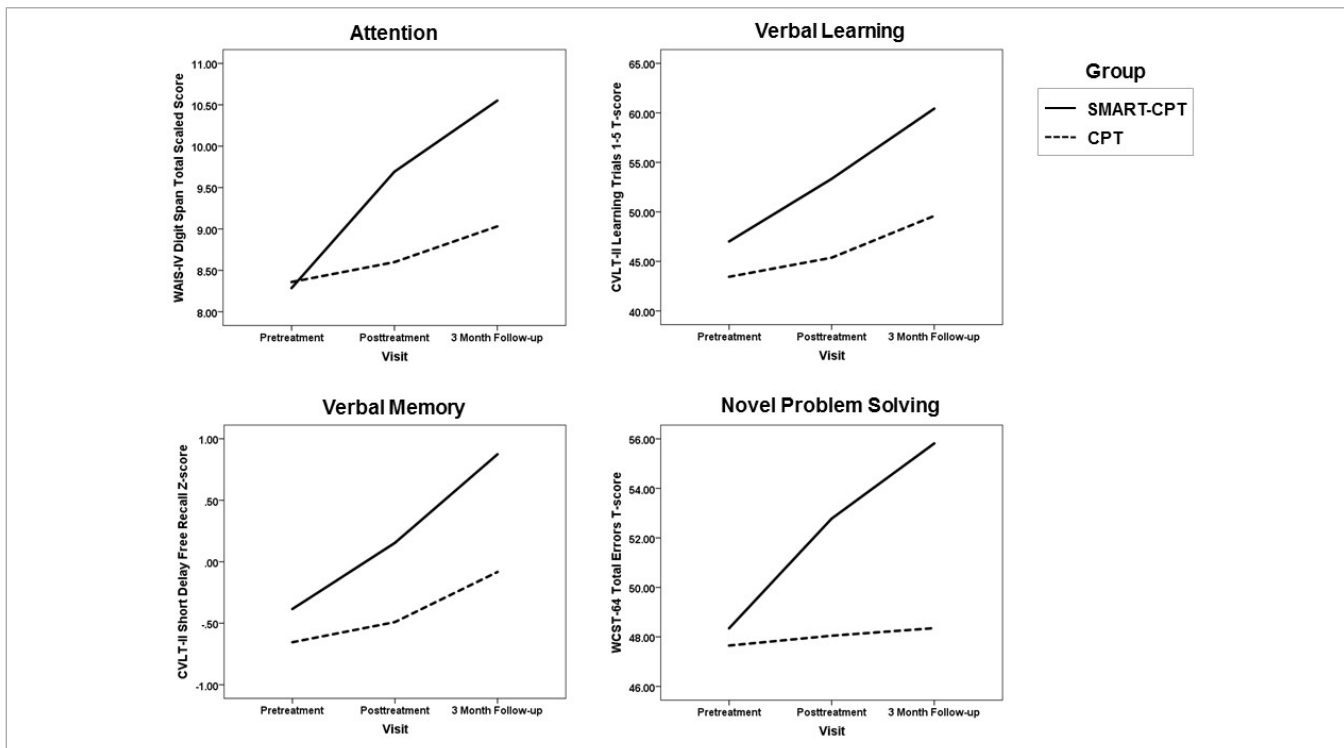 Attention
WAIS-IV Digit Span Total Scaled Score
11.00
10.50
10.00
9.50
9.00
8.50
8.00
Pretreatment Posttreatment 3 Month Follow-up
Visit
Verbal Learning
CVLT-II Learning Trials 1-5 T-score
65.00
60.00
55.00
50.00
45.00
40.00
Pretreatment Posttreatment 3 Month Follow-up
Visit
Group
SMART-CPT
CPT
Verbal Memory
CVLT-II Short Delay Free Recall Z-score
1.00
.50
.00
-.50
-1.00
Pretreatment Posttreatment 3 Month Follow-up
Visit
Novel Problem Solving
WCST-64 Total Errors T-score
56.00
54.00
52.00
50.00
48.00
46.00
Pretreatment Posttreatment 3 Month Follow-up
Visit